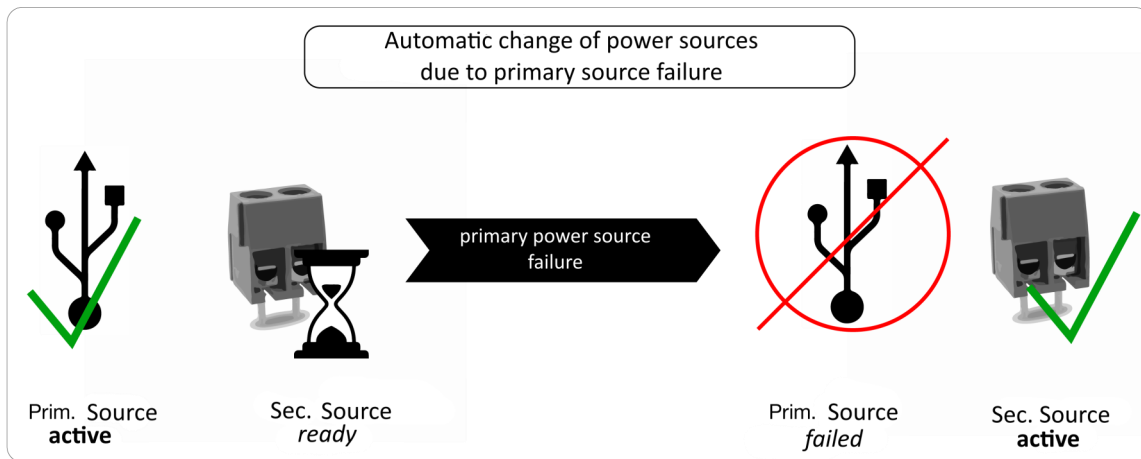 Automatic change of power sources
due to primary source failure
primary power source
failure
Prim. Source
active
Sec. Source
ready
Prim. Source
failed
Sec. Source
active